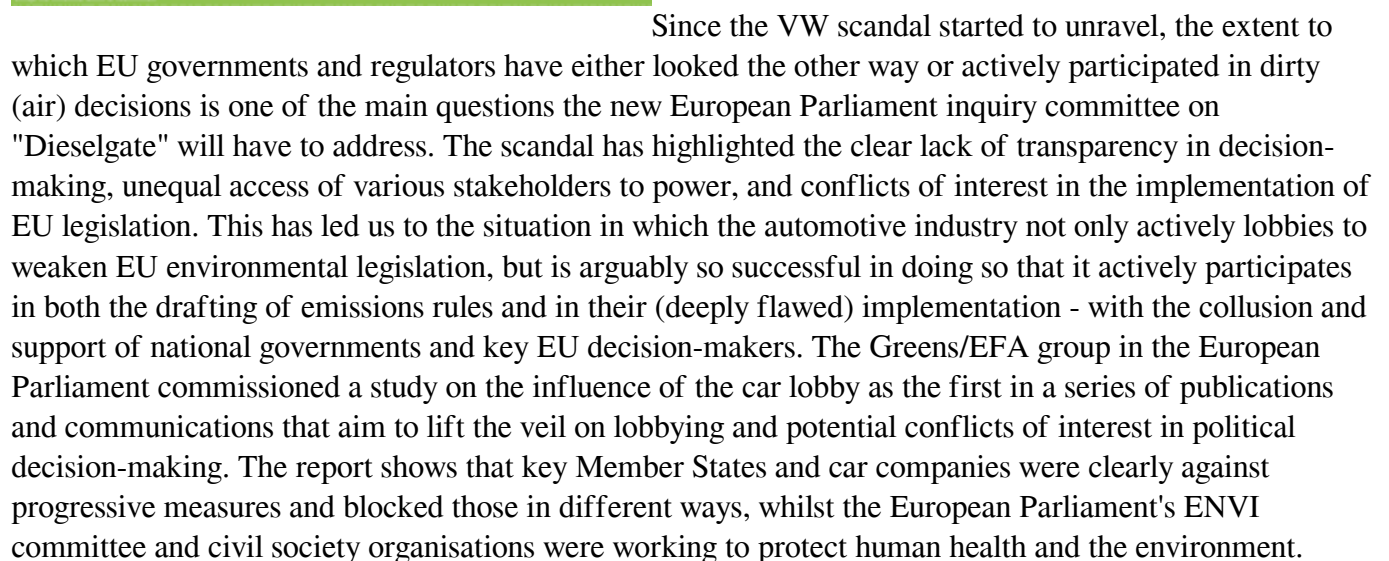 Since the VW scandal started to unravel, the extent to
which EU governments and regulators have either looked the other way or actively participated in dirty
(air) decisions is one of the main questions the new European Parliament inquiry committee on
"Dieselgate" will have to address. The scandal has highlighted the clear lack of transparency in decision-
making, unequal access of various stakeholders to power, and conflicts of interest in the implementation of
EU legislation. This has led us to the situation in which the automotive industry not only actively lobbies to
weaken EU environmental legislation, but is arguably so successful in doing so that it actively participates
in both the drafting of emissions rules and in their (deeply flawed) implementation - with the collusion and
support of national governments and key EU decision-makers. The Greens/EFA group in the European
Parliament commissioned a study on the influence of the car lobby as the first in a series of publications
and communications that aim to lift the veil on lobbying and potential conflicts of interest in political
decision-making. The report shows that key Member States and car companies were clearly against
progressive measures and blocked those in different ways, whilst the European Parliament's ENVI
committee and civil society organisations were working to protect human health and the environment.